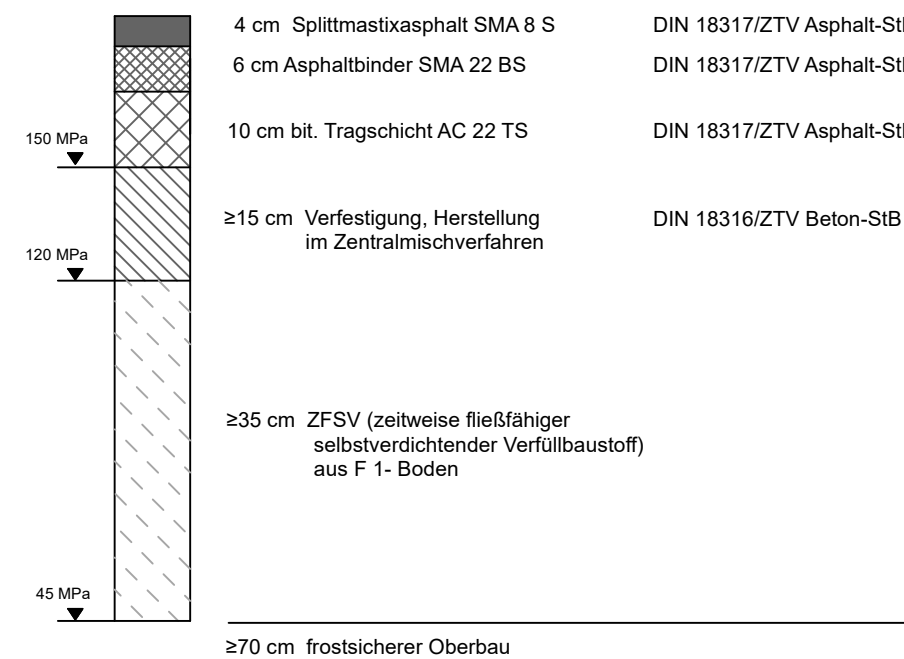 4 cm Splittmastixasphalt SMA 8 S DIN 18317/ZTV Asphalt-St
6 cm Asphaltbinder SMA 22 BS DIN 18317/ZTV Asphalt-St
10 cm bit. Tragschicht AC 22 TS DIN 18317/ZTV Asphalt-St
150 MPa
≥15 cm Verfestigung, Herstellung DIN 18316/ZTV Beton-StB
im Zentralmischverfahren
120 MPa
≥35 cm ZFSV (zeitweise fließfähiger
selbstverdichtender Verfüllbaustoff)
aus F 1- Boden
45 MPa
≥70 cm frostsicherer Oberbau